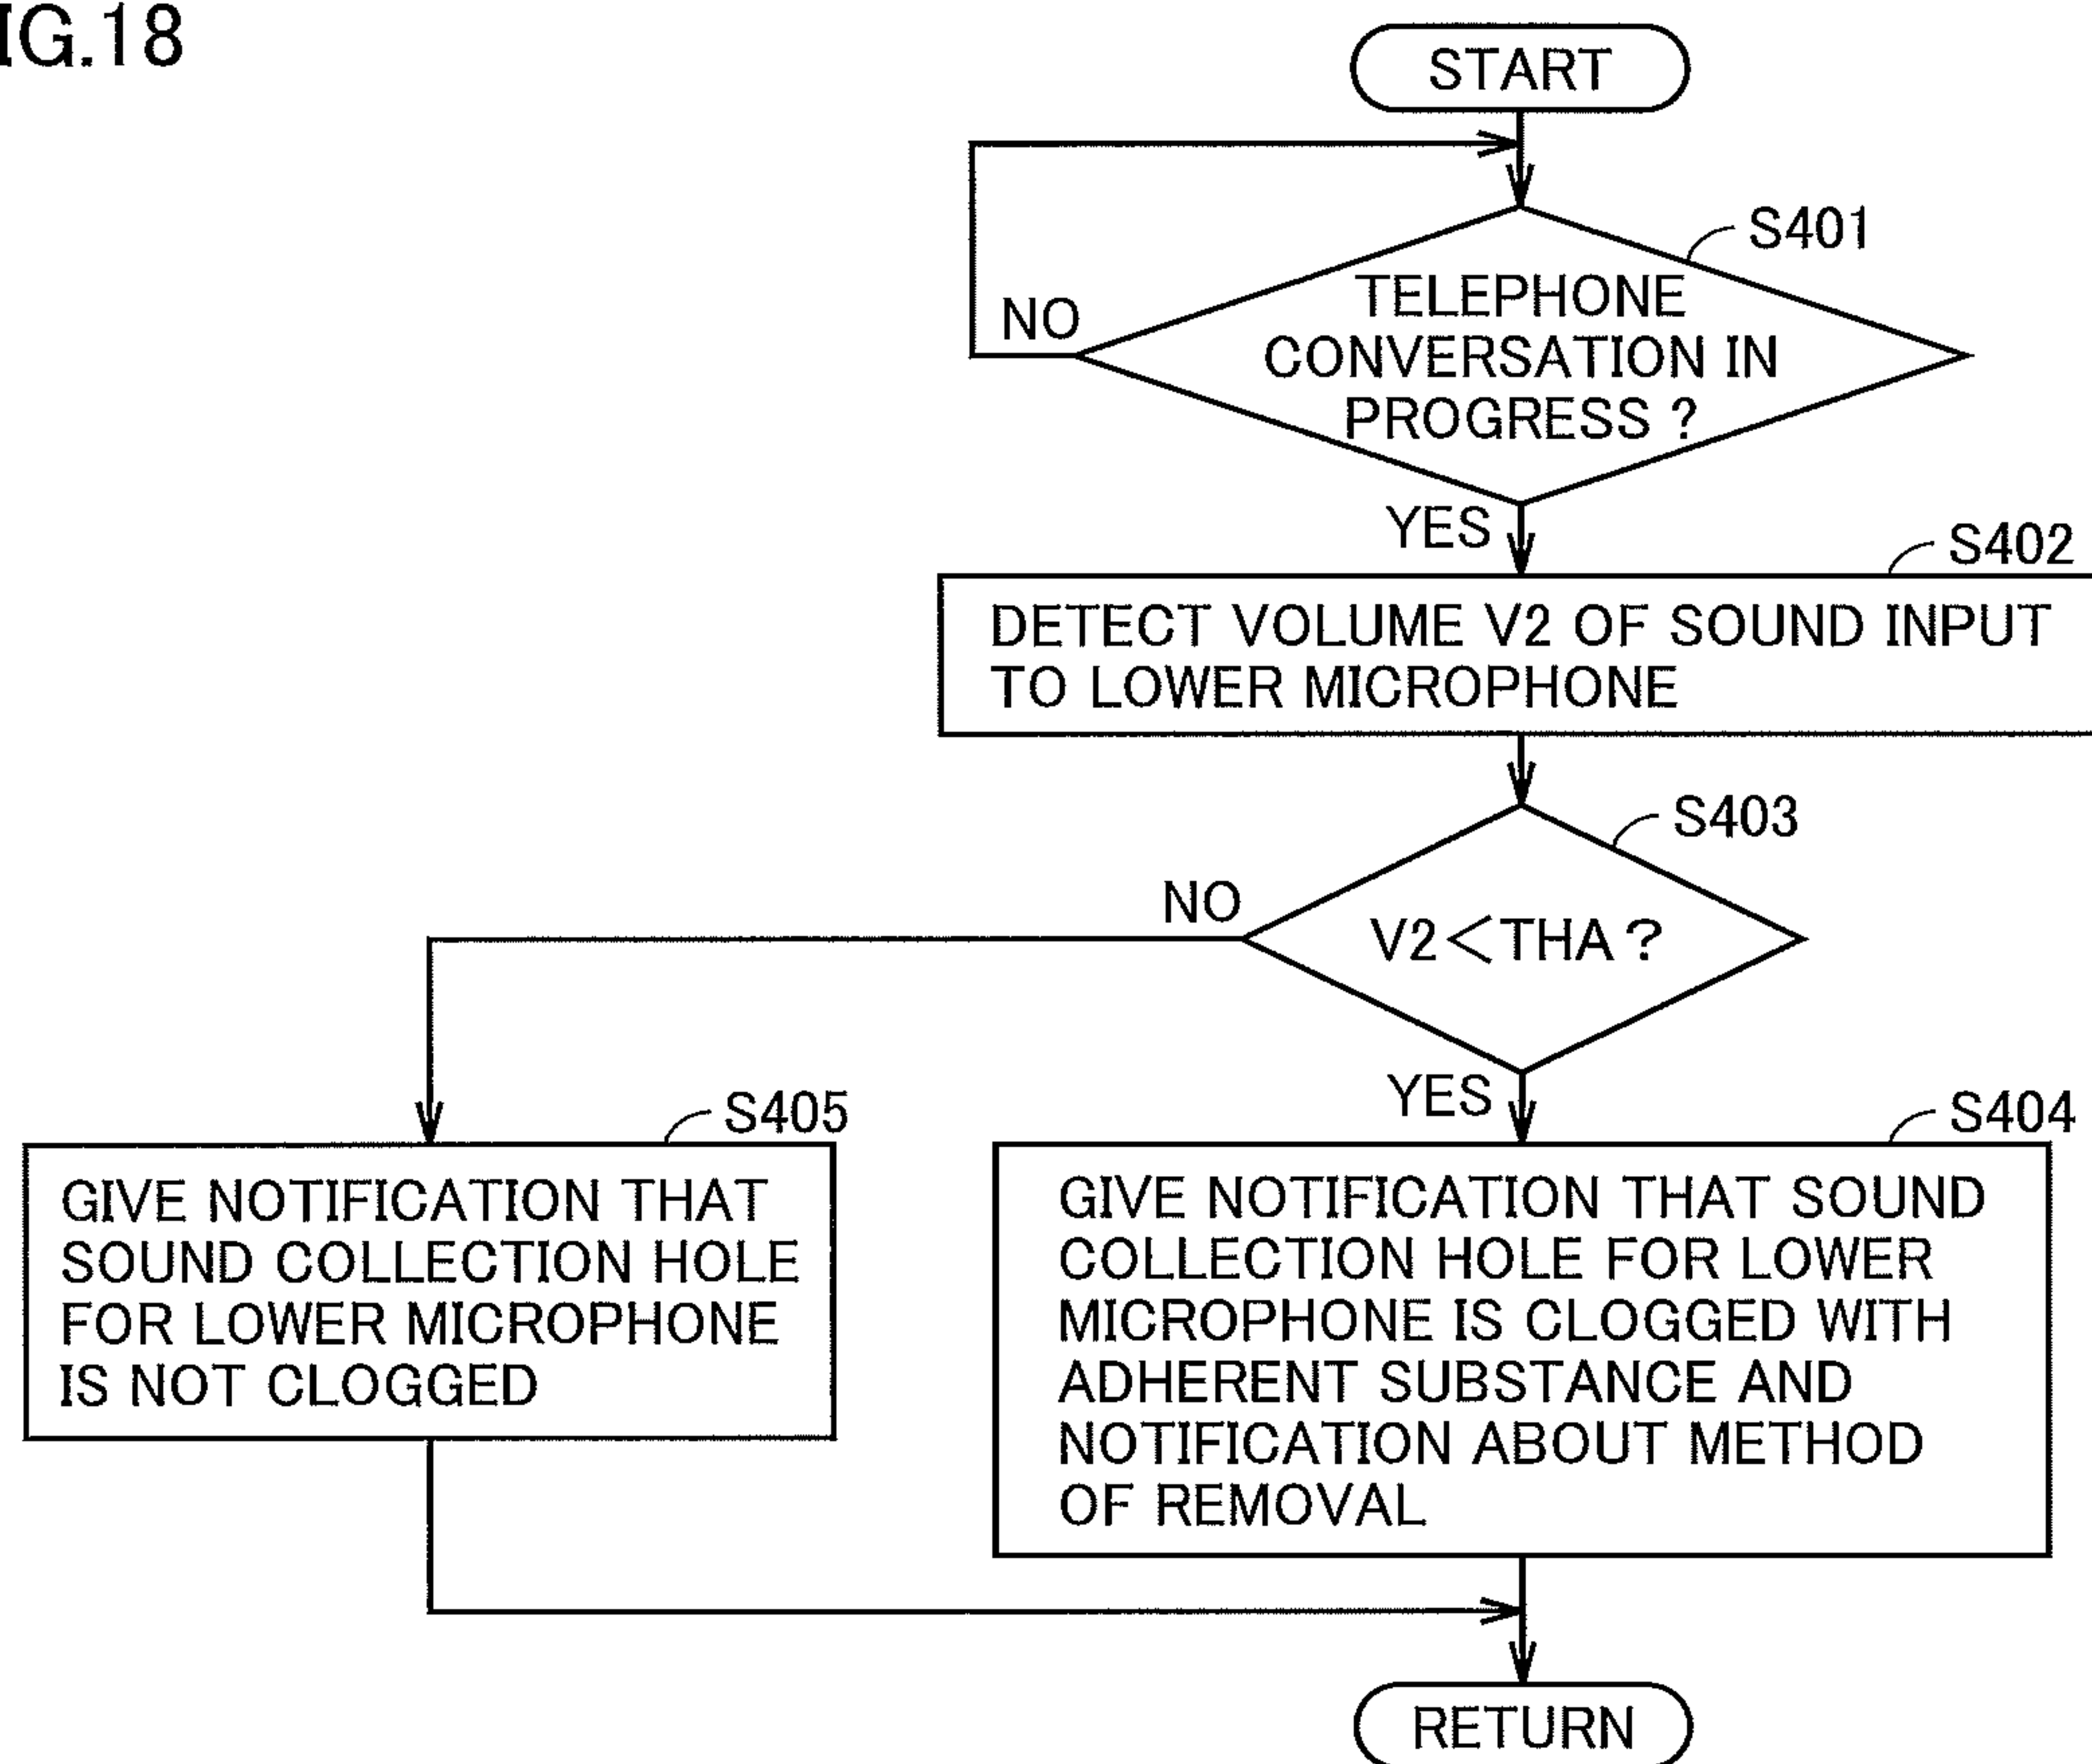 IG.18
START
S401
TELEPHONE
CONVERSATION IN
PROGRESS ?
NO
YES
S402
DETECT VOLUME V2 OF SOUND INPUT
TO LOWER MICROPHONE
S403
NO
V2<THA?
YES
S405
GIVE NOTIFICATION THAT
SOUND COLLECTION HOLE
FOR LOWER MICROPHONE
IS NOT CLOGGED
S404
GIVE NOTIFICATION THAT SOUND
COLLECTION HOLE FOR LOWER
MICROPHONE IS CLOGGED WITH
ADHERENT SUBSTANCE AND
NOTIFICATION ABOUT METHOD
OF REMOVAL
RETURN